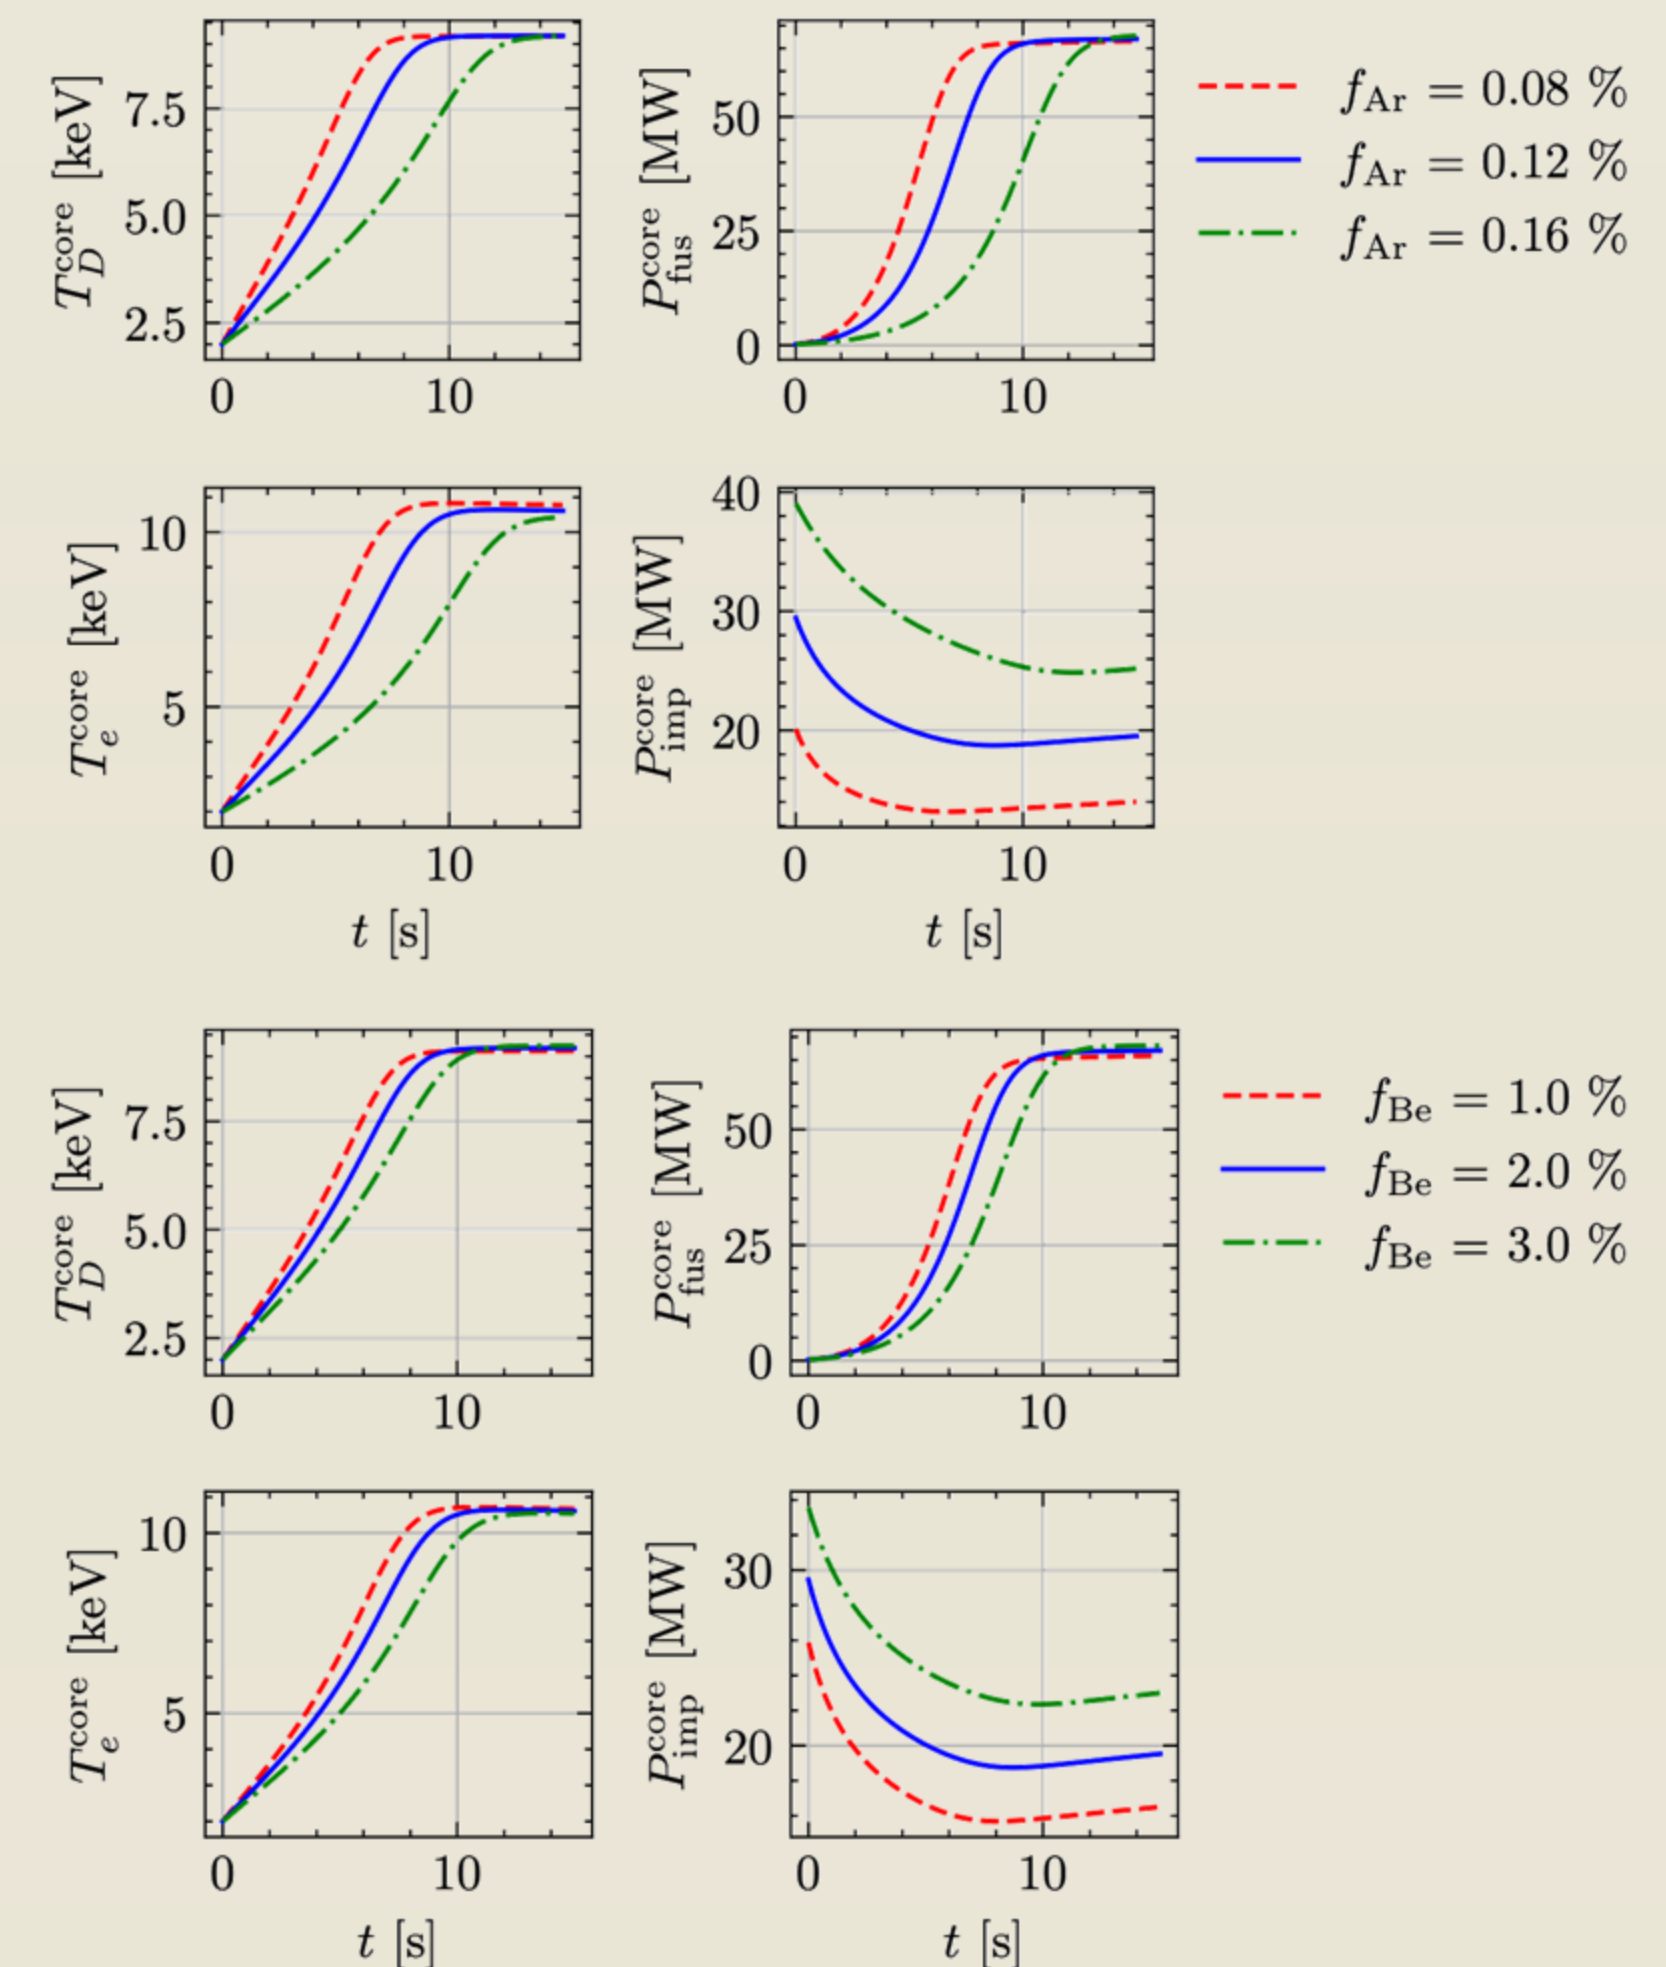 T_D^core [keV]
7.5
5.0
2.5
0 10
P_fus^core [MW]
50
25
0
0 10
f_Ar = 0.08 %
f_Ar = 0.12 %
f_Ar = 0.16 %
T_e^core [keV]
10
5
0 10
t [s]
P_imp^core [MW]
40
30
20
0 10
t [s]
T_D^core [keV]
7.5
5.0
2.5
0 10
P_fus^core [MW]
50
25
0
0 10
f_Be = 1.0 %
f_Be = 2.0 %
f_Be = 3.0 %
T_e^core [keV]
10
5
0 10
t [s]
P_imp^core [MW]
30
20
0 10
t [s]